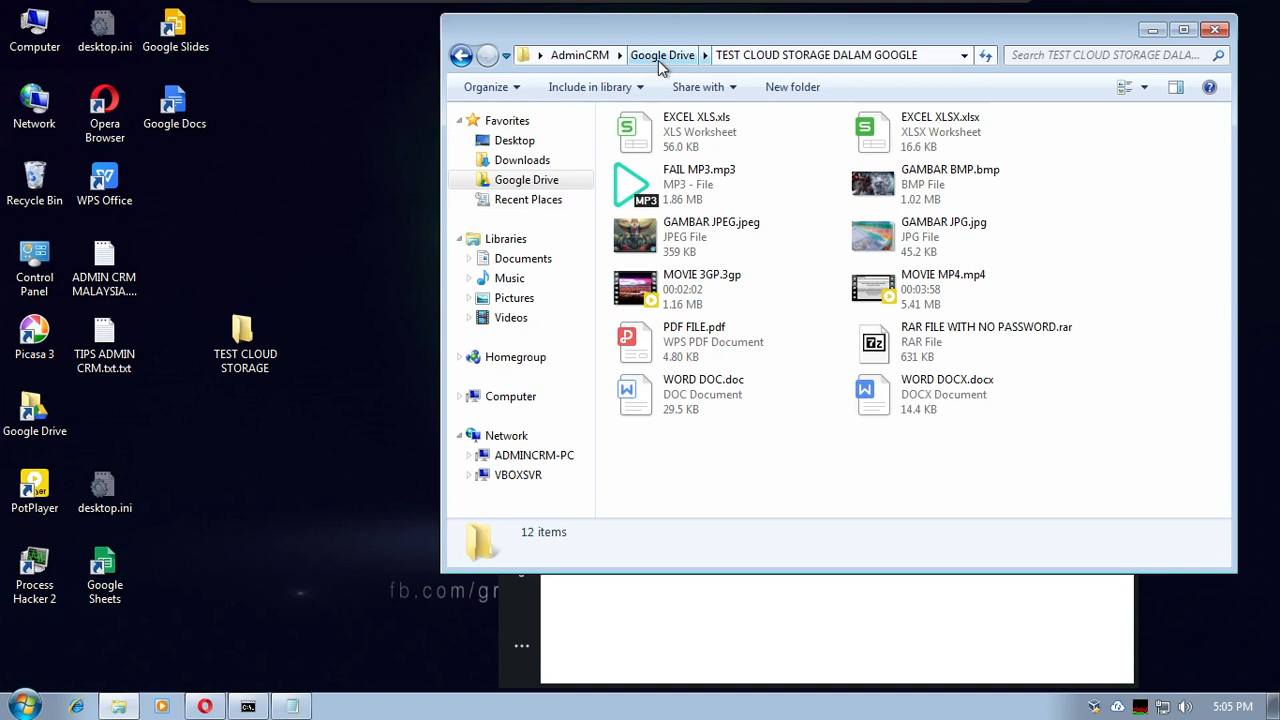 Computer
desktop.ini
Google Slides
Network
Opera
Browser
Google Docs
Recycle Bin
WPS Office
Control
Panel
ADMIN CRM
MALAYSIA....
Picasa 3
TIPS ADMIN
CRM.txt.txt
TEST CLOUD
STORAGE
Google Drive
PotPlayer
desktop.ini
Process
Hacker 2
Google
Sheets
AdminCRM
Google Drive
TEST CLOUD STORAGE DALAM GOOGLE
Search TEST CLOUD STORAGE DALA...
Organize
Include in library
Share with
New folder
Favorites
Desktop
Downloads
Google Drive
Recent Places
Libraries
Documents
Music
Pictures
Videos
Homegroup
Computer
Network
ADMINCRM-PC
VBOXSVR
EXCEL XLS.xls
XLS Worksheet
56.0 KB
EXCEL XLSX.xlsx
XLSX Worksheet
16.6 KB
MP3
FAIL MP3.mp3
MP3 - File
1.86 MB
GAMBAR BMP.bmp
BMP File
1.02 MB
GAMBAR JPEG.jpeg
JPEG File
359 KB
GAMBAR JPG.jpg
JPG File
45.2 KB
MOVIE 3GP.3gp
00:02:02
1.16 MB
MOVIE MP4.mp4
00:03:58
5.41 MB
PDF FILE.pdf
WPS PDF Document
4.80 KB
7z
RAR FILE WITH NO PASSWORD.rar
RAR File
631 KB
WORD DOC.doc
DOC Document
29.5 KB
WORD DOCX.docx
DOCX Document
14.4 KB
12 items
fb.com/gr
5:05 PM